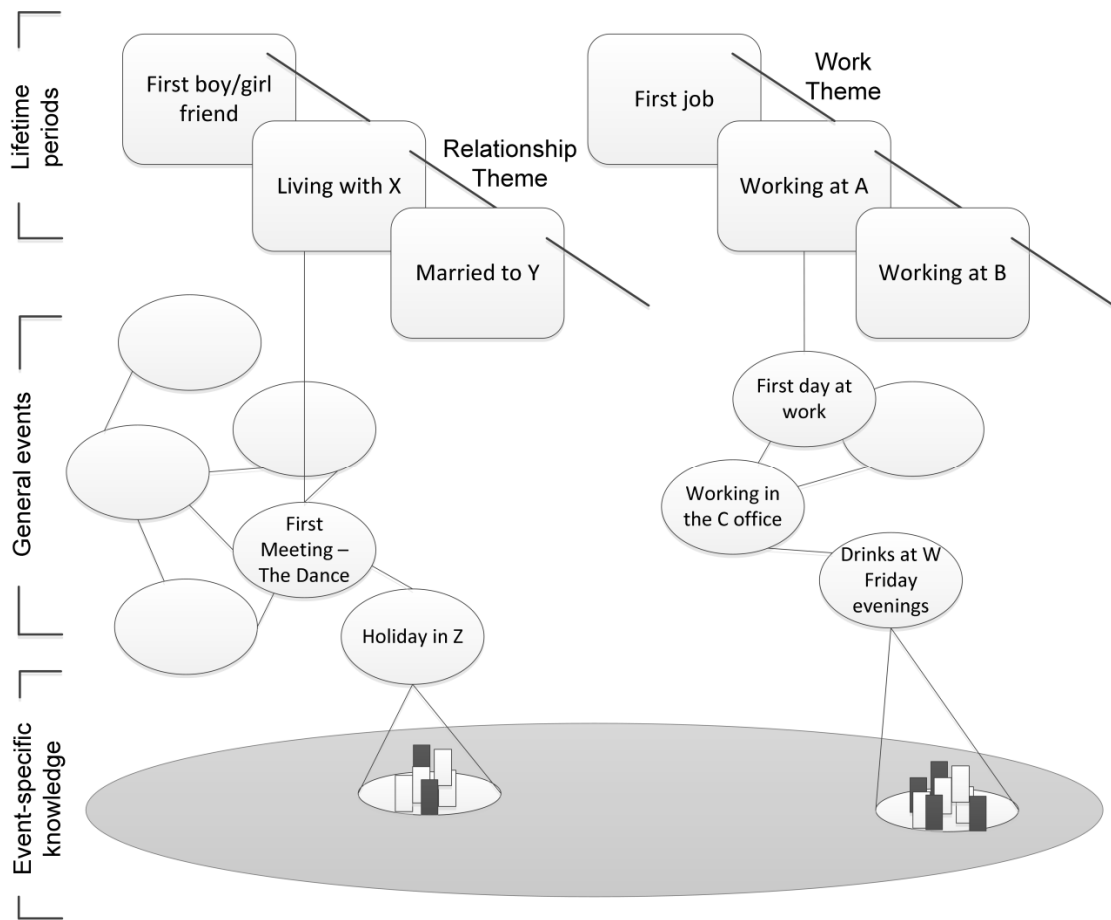 Lifetime
periods
First boy/girl
friend
Living with X
Married to Y
Relationship
Theme
First job
Working at A
Working at B
Work
Theme
General events
First
Meeting –
The Dance
Holiday in Z
First day at
work
Working in
the C office
Drinks at W
Friday
evenings
Event-specific
knowledge